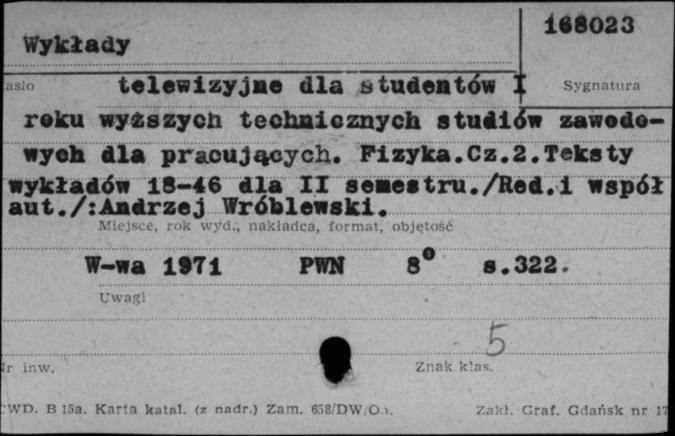 Wykłady
168023
asło
telewizyjne dla studentów I
Sygnatura
roku wyższych technicznych studiów zawodo-
wych dla pracujących. Fizyka.Cz.2.Teksty
wykładów 18-46 dla II semestru./Red.i współ
aut./:Andrzej Wróblewski.
Miejsce, rok wyd., nakładca, format, objętość
W-wa 1971 PWN 8° s.322.
Uwagi
5
Nr inw.
Znak klas.
CWD. B 15a. Karta katal. (z nadr.) Zam. 658/DW/O
Zakł. Graf. Gdańsk nr 17